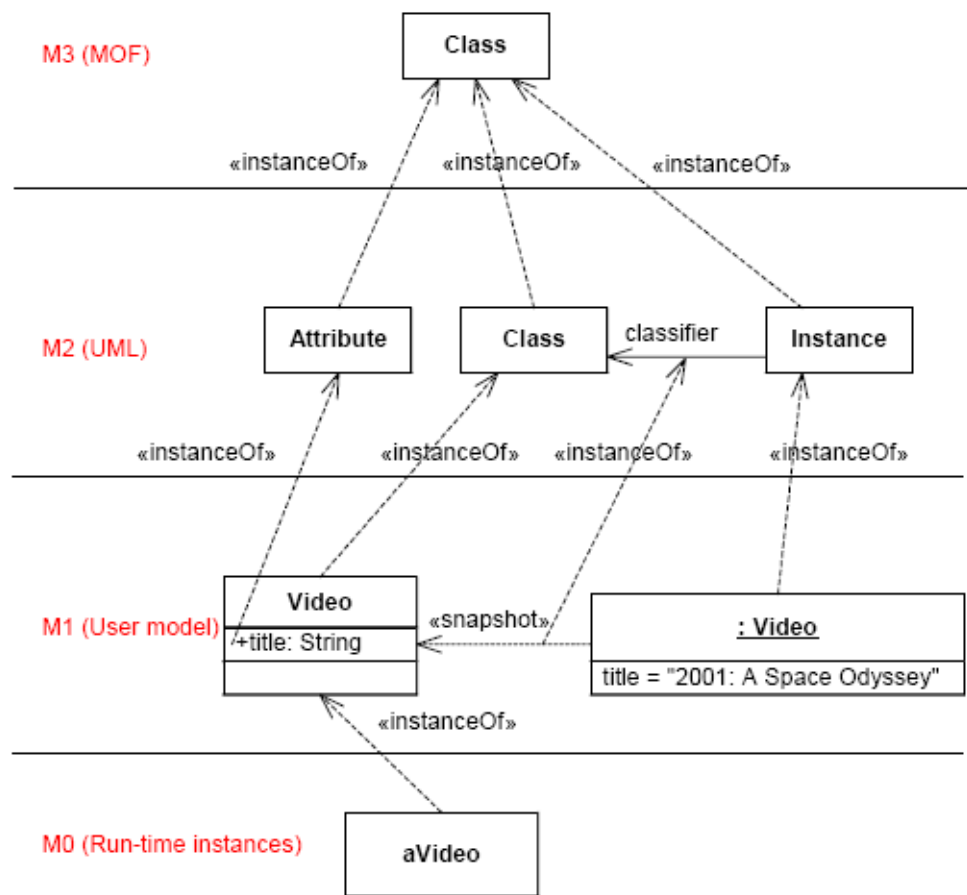 Class
M3 (MOF)
«instanceOf» «instanceOf» «instanceOf»
M2 (UML)
Attribute
Class
classifier
Instance
«instanceOf» «instanceOf» «instanceOf» «instanceOf»
M1 (User model)
Video
+title: String
«snapshot»
: Video
title = "2001: A Space Odyssey"
«instanceOf»
M0 (Run-time instances)
aVideo